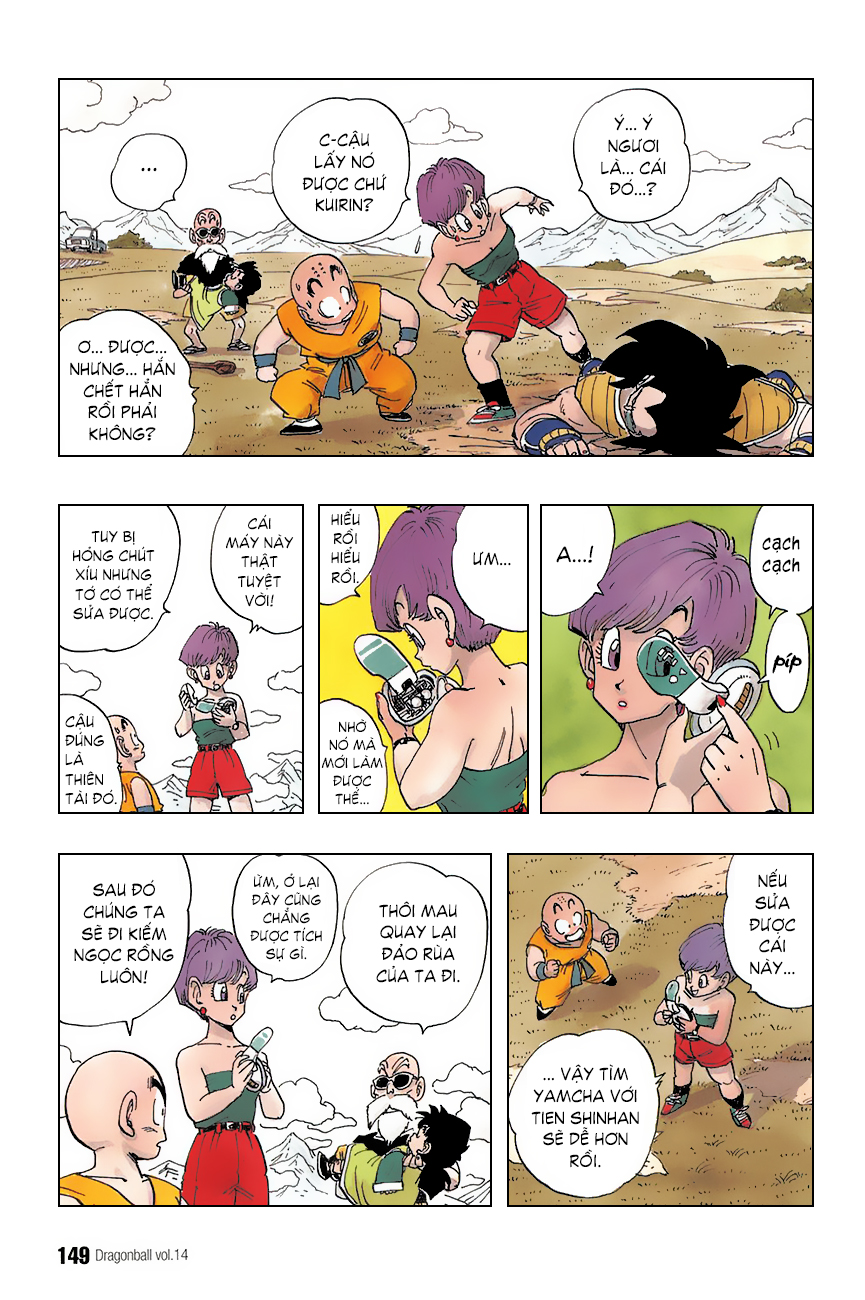 Ý... Ý
NGƯƠI
LÀ... CÁI
ĐÓ...?
C-CẬU
LẤY NÓ
ĐƯỢC CHỨ
KUIRIN?
...
Ơ... ĐƯỢC...
NHƯNG... HẮN
CHẾT HẲN
RỒI PHẢI
KHÔNG?
cạch
cạch
píp
A...!
ƯM...
HIỂU
RỒI
HIỂU
RỒI.
NHỜ
NÓ MÀ
MỚI LÀM
ĐƯỢC
THẾ...
CÁI
MÁY NÀY
THẬT
TUYỆT
VỜI!
TUY BỊ
HỎNG CHÚT
XÍU NHƯNG
TỚ CÓ THỂ
SỬA ĐƯỢC.
CẬU
ĐÚNG
LÀ
THIÊN
TÀI ĐÓ.
NẾU
SỬA
ĐƯỢC
CÁI
NÀY...
... VẬY TÌM
YAMCHA VỚI
TIEN SHINHAN
SẼ DỄ HƠN
RỒI.
THÔI MAU
QUAY LẠI
ĐẢO RÙA
CỦA TA ĐI.
ỪM, Ở LẠI
ĐÂY CŨNG
CHẲNG
ĐƯỢC TÍCH
SỰ GÌ.
SAU ĐÓ
CHÚNG TA
SẼ ĐI KIẾM
NGỌC RỒNG
LUÔN!
149 Dragonball vol.14